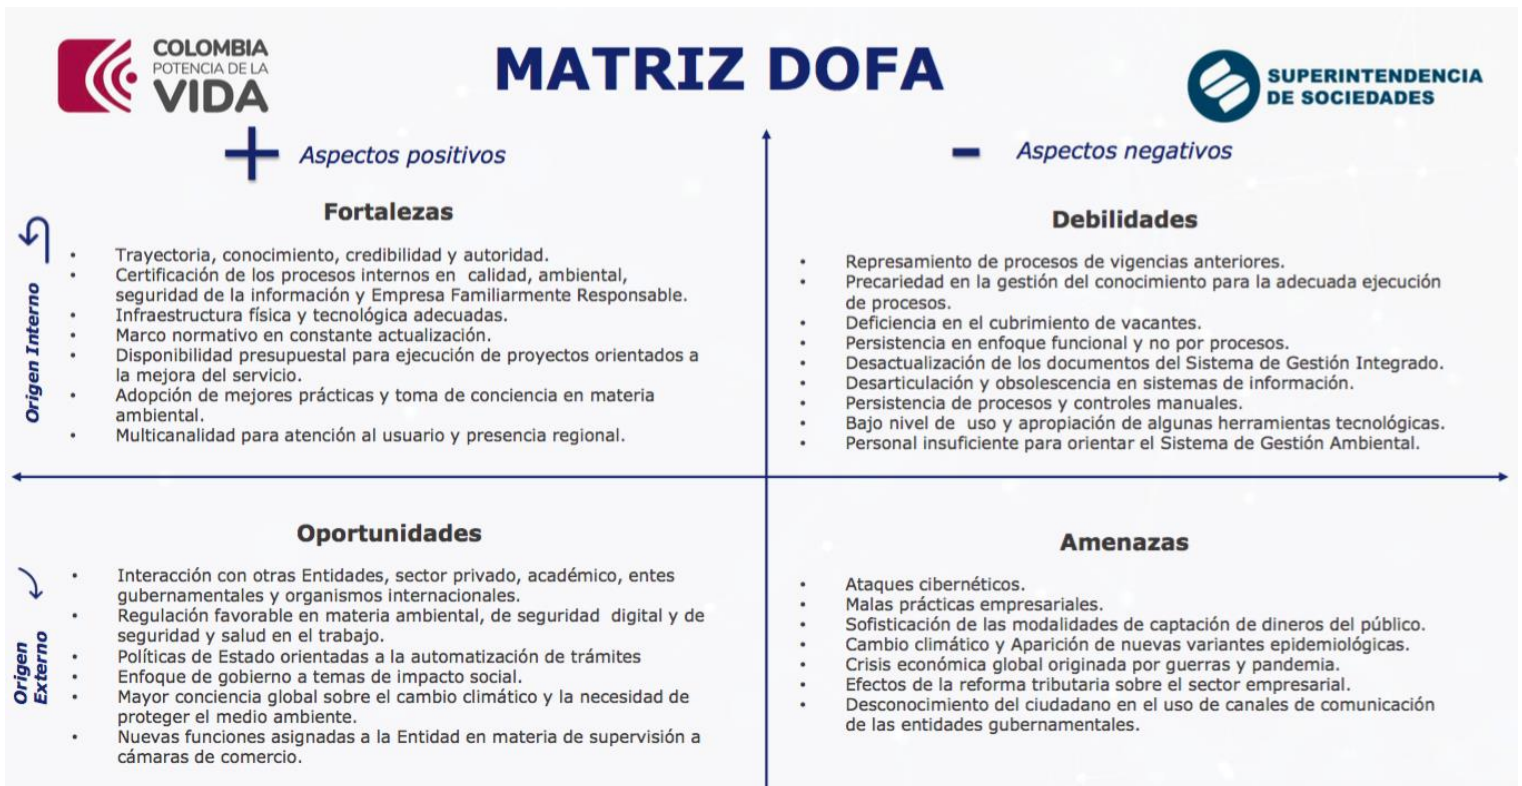 COLOMBIA
POTENCIA DE LA
VIDA
MATRIZ DOFA
SUPERINTENDENCIA
DE SOCIEDADES
+ Aspectos positivos
- Aspectos negativos
Origen Interno
Fortalezas
• Trayectoria, conocimiento, credibilidad y autoridad.
• Certificación de los procesos internos en calidad, ambiental,
seguridad de la información y Empresa Familiarmente Responsable.
• Infraestructura física y tecnológica adecuadas.
• Marco normativo en constante actualización.
• Disponibilidad presupuestal para ejecución de proyectos orientados a
la mejora del servicio.
• Adopción de mejores prácticas y toma de conciencia en materia
ambiental.
• Multicanalidad para atención al usuario y presencia regional.
Debilidades
• Represamiento de procesos de vigencias anteriores.
• Precariedad en la gestión del conocimiento para la adecuada ejecución
de procesos.
• Deficiencia en el cubrimiento de vacantes.
• Persistencia en enfoque funcional y no por procesos.
• Desactualización de los documentos del Sistema de Gestión Integrado.
• Desarticulación y obsolescencia en sistemas de información.
• Persistencia de procesos y controles manuales.
• Bajo nivel de uso y apropiación de algunas herramientas tecnológicas.
• Personal insuficiente para orientar el Sistema de Gestión Ambiental.
Origen
Externo
Oportunidades
• Interacción con otras Entidades, sector privado, académico, entes
gubernamentales y organismos internacionales.
• Regulación favorable en materia ambiental, de seguridad digital y de
seguridad y salud en el trabajo.
• Políticas de Estado orientadas a la automatización de trámites
• Enfoque de gobierno a temas de impacto social.
• Mayor conciencia global sobre el cambio climático y la necesidad de
proteger el medio ambiente.
• Nuevas funciones asignadas a la Entidad en materia de supervisión a
cámaras de comercio.
Amenazas
• Ataques cibernéticos.
• Malas prácticas empresariales.
• Sofisticación de las modalidades de captación de dineros del público.
• Cambio climático y Aparición de nuevas variantes epidemiológicas.
• Crisis económica global originada por guerras y pandemia.
• Efectos de la reforma tributaria sobre el sector empresarial.
• Desconocimiento del ciudadano en el uso de canales de comunicación
de las entidades gubernamentales.